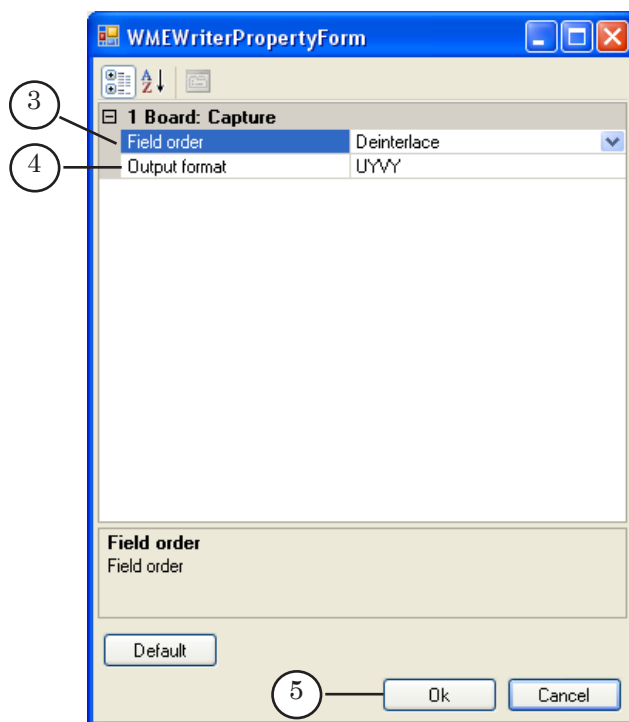 WMEWriterPropertyForm
A
Z
1 Board: Capture
3
Field order Deinterlace
4
Output format UYVY
Field order
Field order
Default
5
Ok Cancel